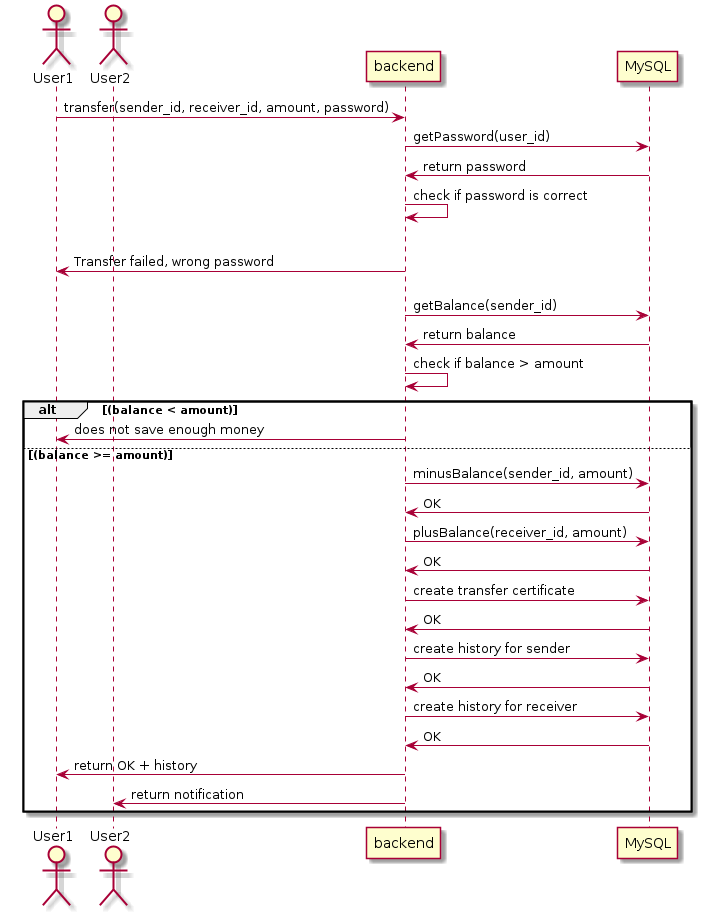 User1 User2 backend MySQL
transfer(sender_id, receiver_id, amount, password)
getPassword(user_id)
return password
check if password is correct
Transfer failed, wrong password
getBalance(sender_id)
return balance
check if balance > amount
alt [(balance < amount)]
does not save enough money
[(balance >= amount)]
minusBalance(sender_id, amount)
OK
plusBalance(receiver_id, amount)
OK
create transfer certificate
OK
create history for sender
OK
create history for receiver
OK
return OK + history
return notification
User1 User2 backend MySQL